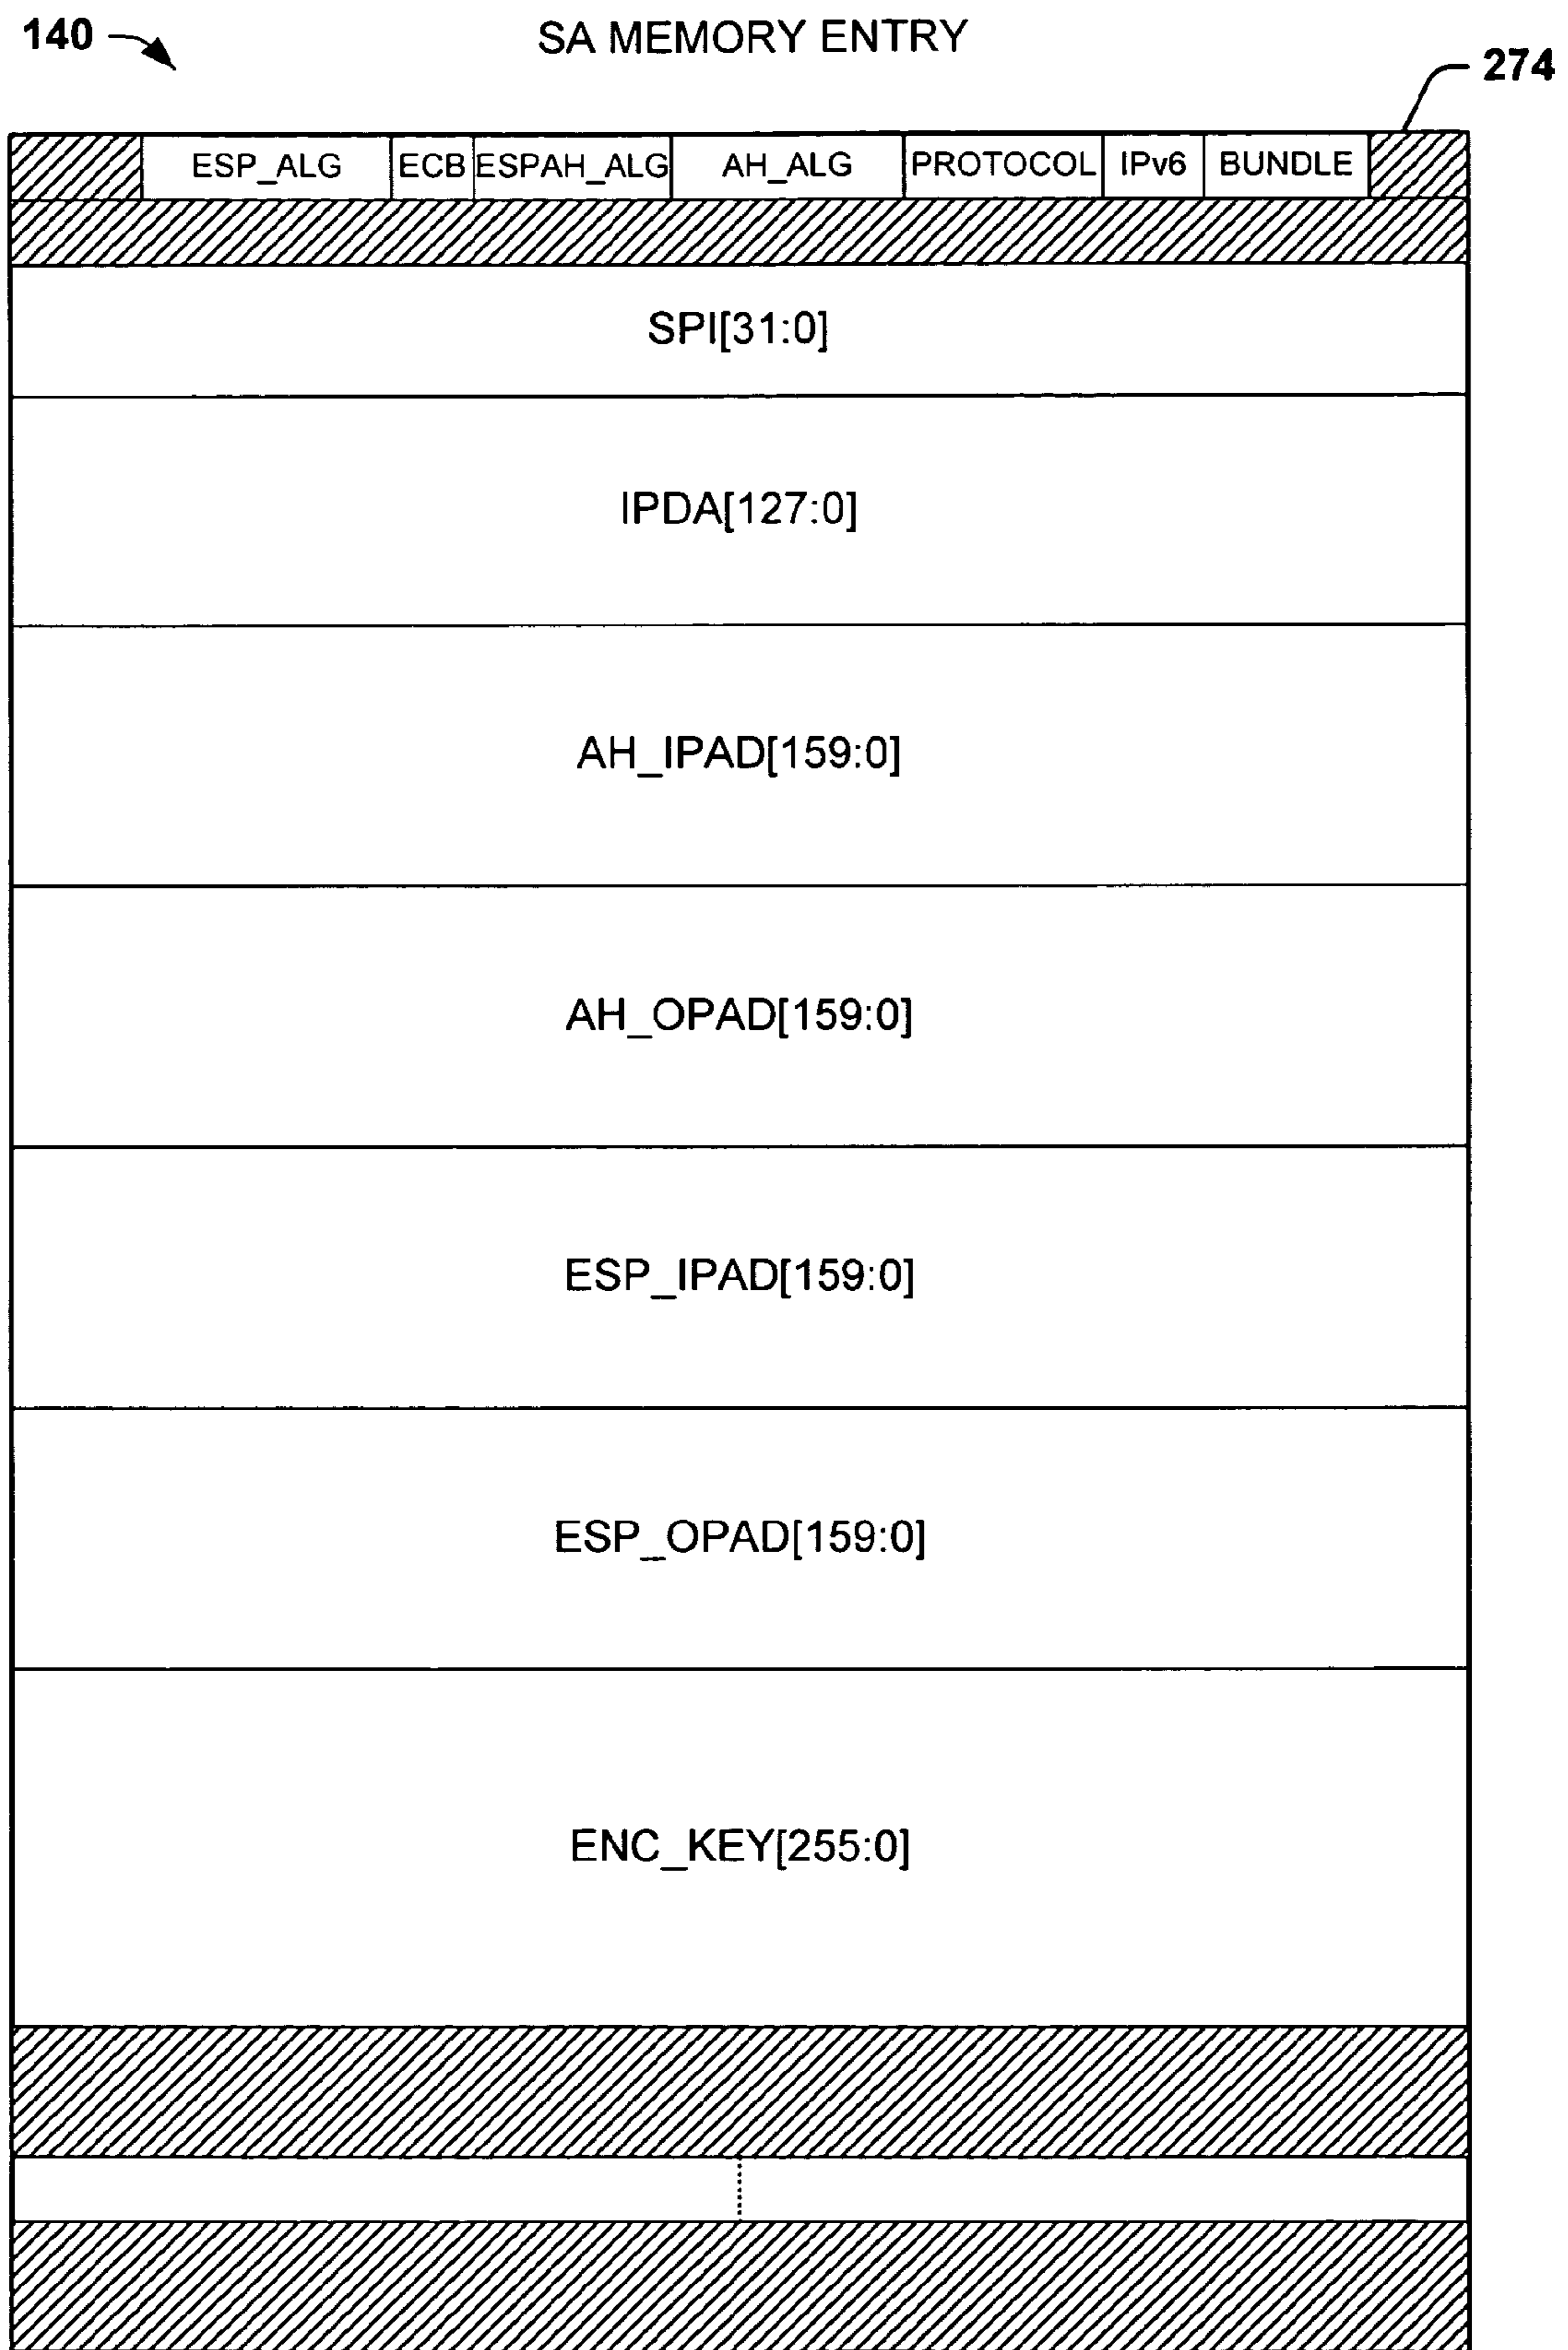 140 SA MEMORY ENTRY
274
ESP_ALG ECB ESPAH_ALG AH_ALG PROTOCOL IPv6 BUNDLE
SPI[31:0]
IPDA[127:0]
AH_IPAD[159:0]
AH_OPAD[159:0]
ESP_IPAD[159:0]
ESP_OPAD[159:0]
ENC_KEY[255:0]